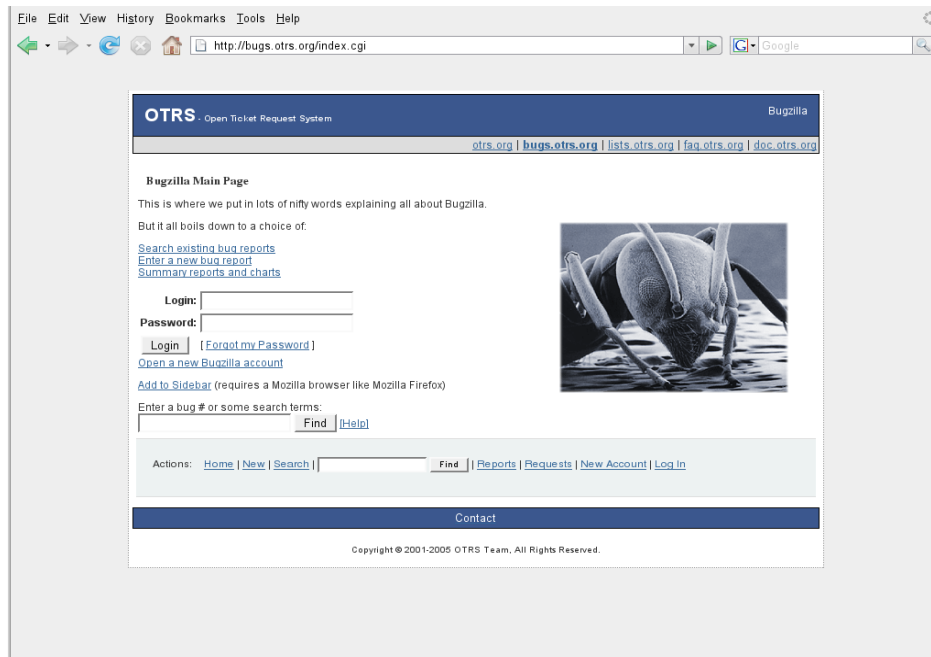 File Edit View History Bookmarks Tools Help
http://bugs.otrs.org/index.cgi G Google
OTRS - Open Ticket Request System Bugzilla
otrs.org | bugs.otrs.org | lists.otrs.org | faq.otrs.org | doc.otrs.org
Bugzilla Main Page
This is where we put in lots of nifty words explaining all about Bugzilla.
But it all boils down to a choice of:
Search existing bug reports
Enter a new bug report
Summary reports and charts
Login:
Password:
Login [ Forgot my Password ]
Open a new Bugzilla account
Add to Sidebar (requires a Mozilla browser like Mozilla Firefox)
Enter a bug # or some search terms:
Find [Help]
Actions: Home | New | Search | Find | Reports | Requests | New Account | Log In
Contact
Copyright © 2001-2005 OTRS Team, All Rights Reserved.